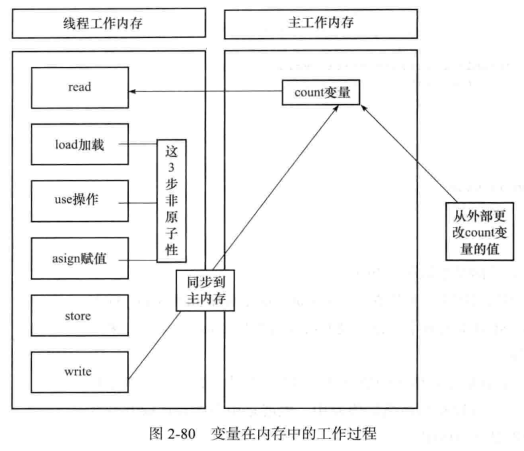 线程工作内存
主工作内存
read
count变量
load加载
这
3
步
非
原
子
性
use操作
从外部更
改count变
量的值
asign赋值
同步到
主内存
store
write
图 2-80 变量在内存中的工作过程